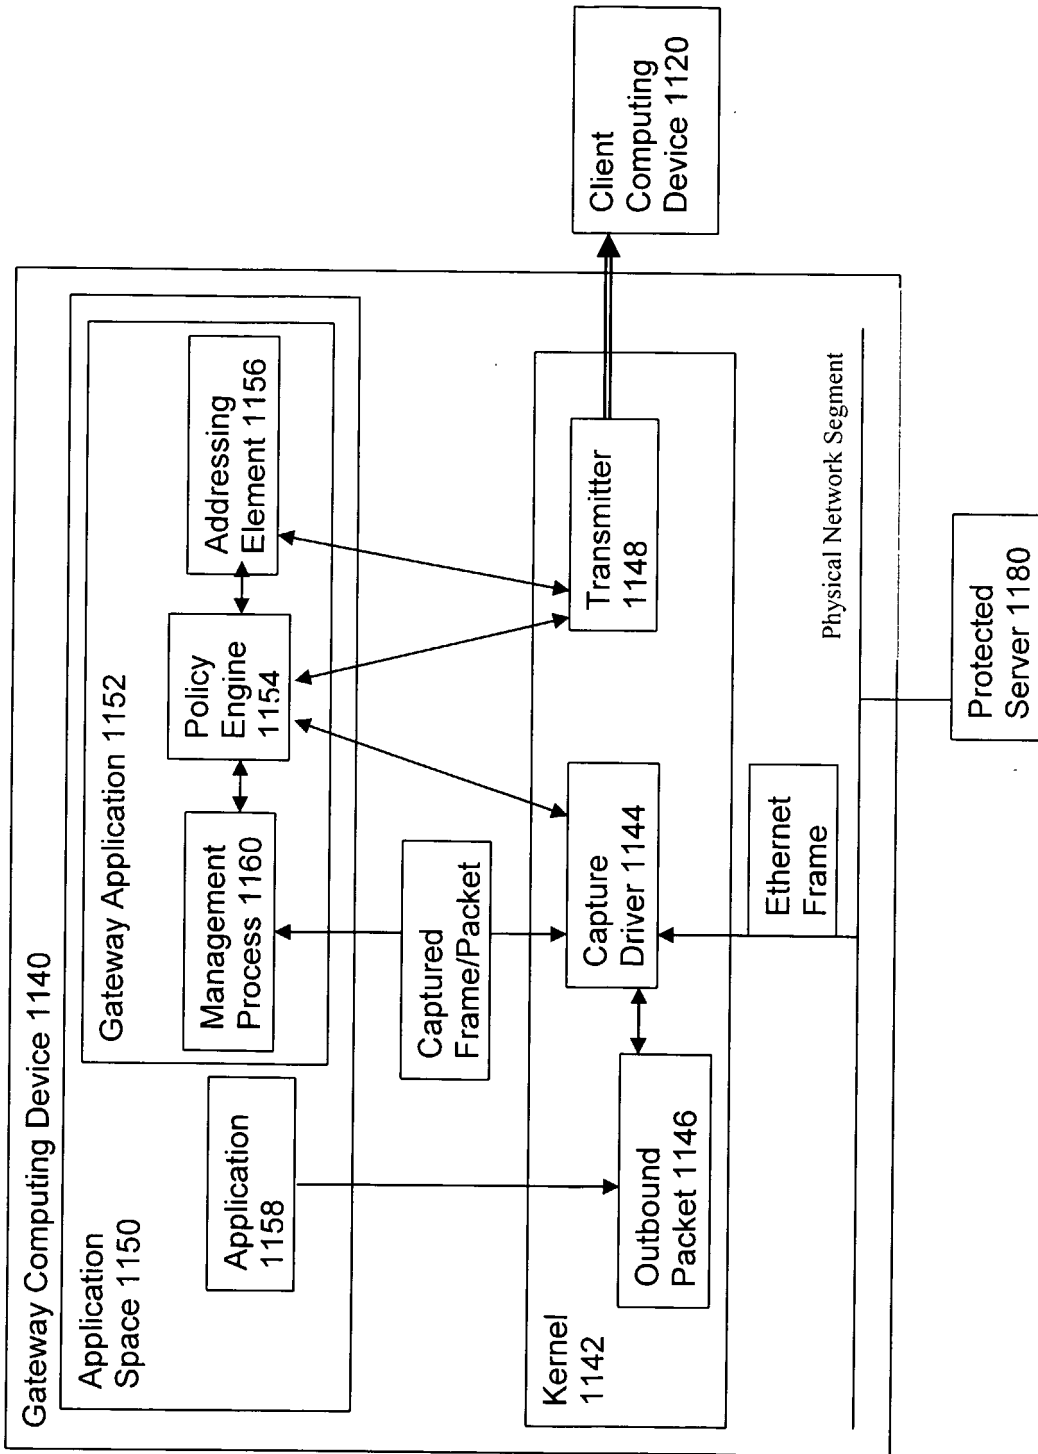 Gateway Computing Device 1140
Application
Space 1150
Gateway Application 1152
Application
1158
Management
Process 1160
Policy
Engine
1154
Addressing
Element 1156
Captured
Frame/Packet
Kernel
1142
Outbound
Packet 1146
Capture
Driver 1144
Transmitter
1148
Client
Computing
Device 1120
Ethernet
Frame
Physical Network Segment
Protected
Server 1180